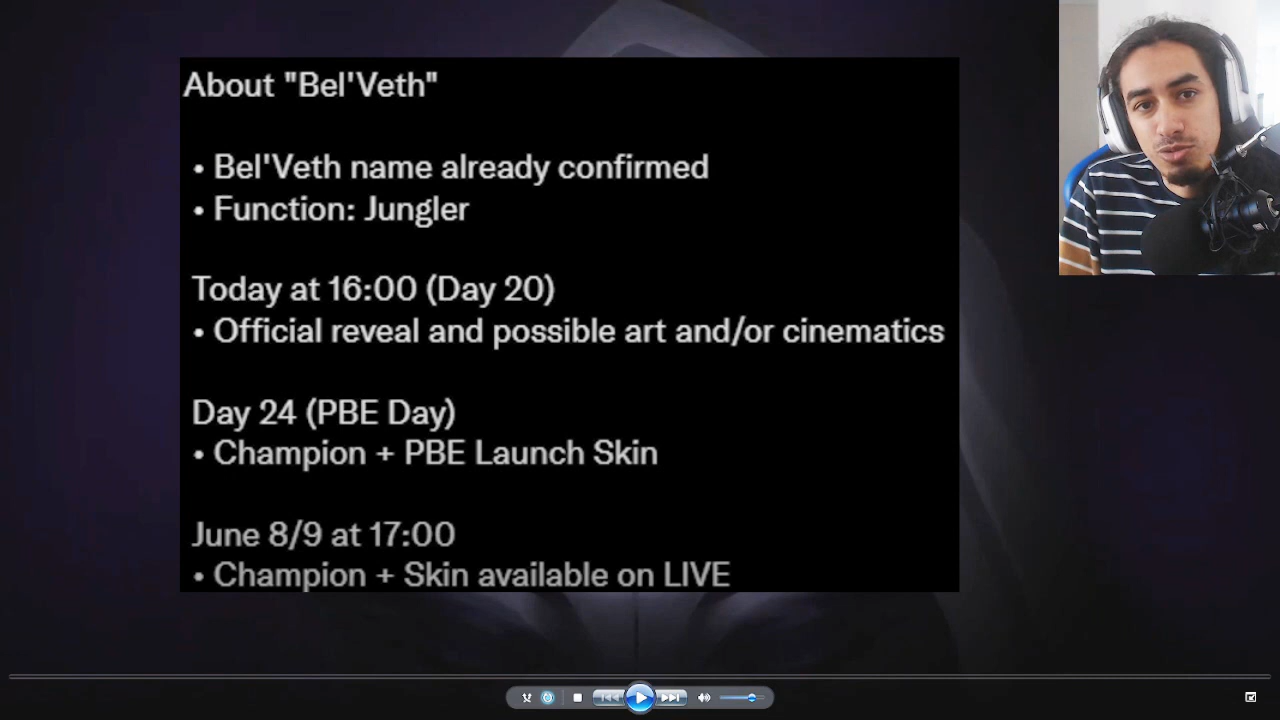 About "Bel'Veth"
• Bel'Veth name already confirmed
• Function: Jungler
Today at 16:00 (Day 20)
• Official reveal and possible art and/or cinematics
Day 24 (PBE Day)
• Champion + PBE Launch Skin
June 8/9 at 17:00
• Champion + Skin available on LIVE